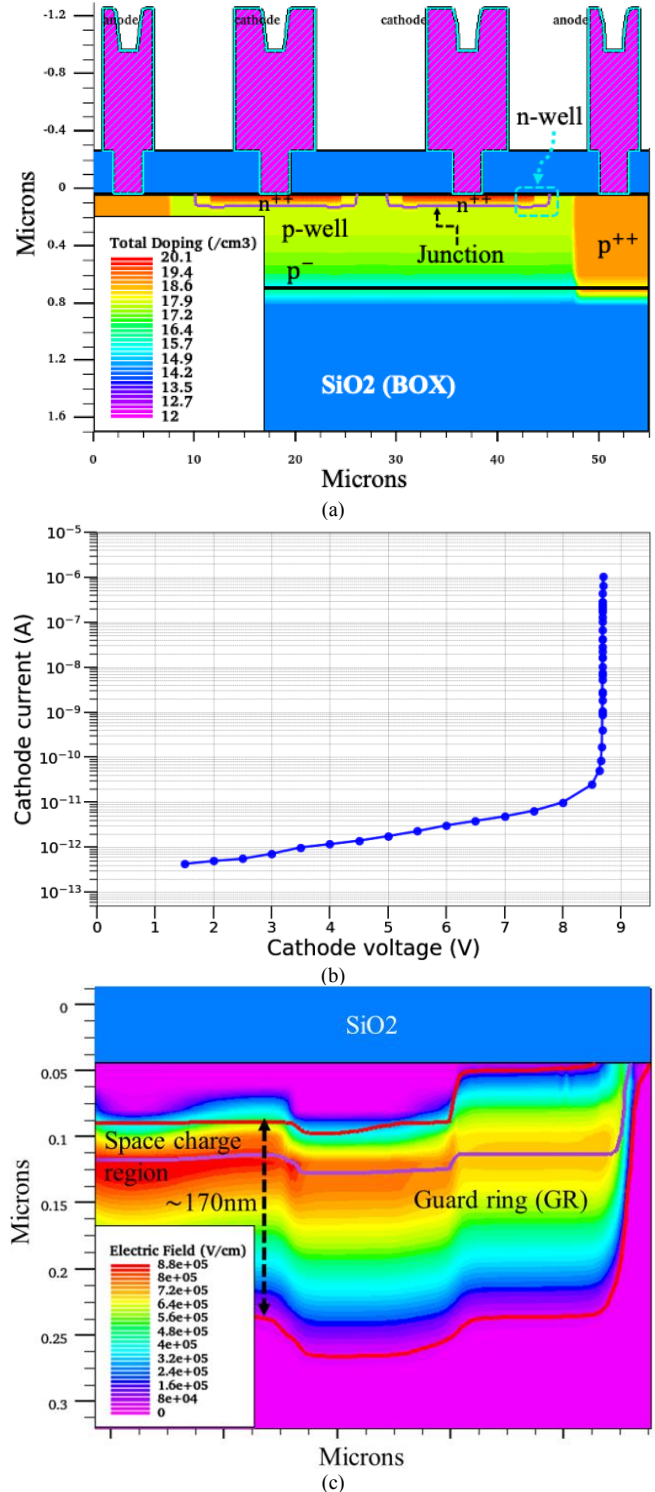 -1.2
anode cathode cathode anode
-0.8
-0.4
n-well
0
n++ n++
p-well
Junction
p++
0.4
p−
Total Doping (/cm3)
20.1
19.4
18.6
17.9
17.2
16.4
15.7
14.9
14.2
13.5
12.7
12
0.8
1.2
1.6
SiO2 (BOX)
Microns
0 10 20 30 40 50
Microns
(a)
10−5
10−6
10−7
10−8
10−9
10−10
10−11
10−12
10−13
Cathode current (A)
0 1 2 3 4 5 6 7 8 9
Cathode voltage (V)
(b)
0
SiO2
0.05
0.1
Space charge
region
0.15
~170nm
Guard ring (GR)
0.2
0.25
0.3
Microns
Electric Field (V/cm)
8.8e+05
8e+05
7.2e+05
6.4e+05
5.6e+05
4.8e+05
4e+05
3.2e+05
2.4e+05
1.6e+05
8e+04
0
Microns
(c)